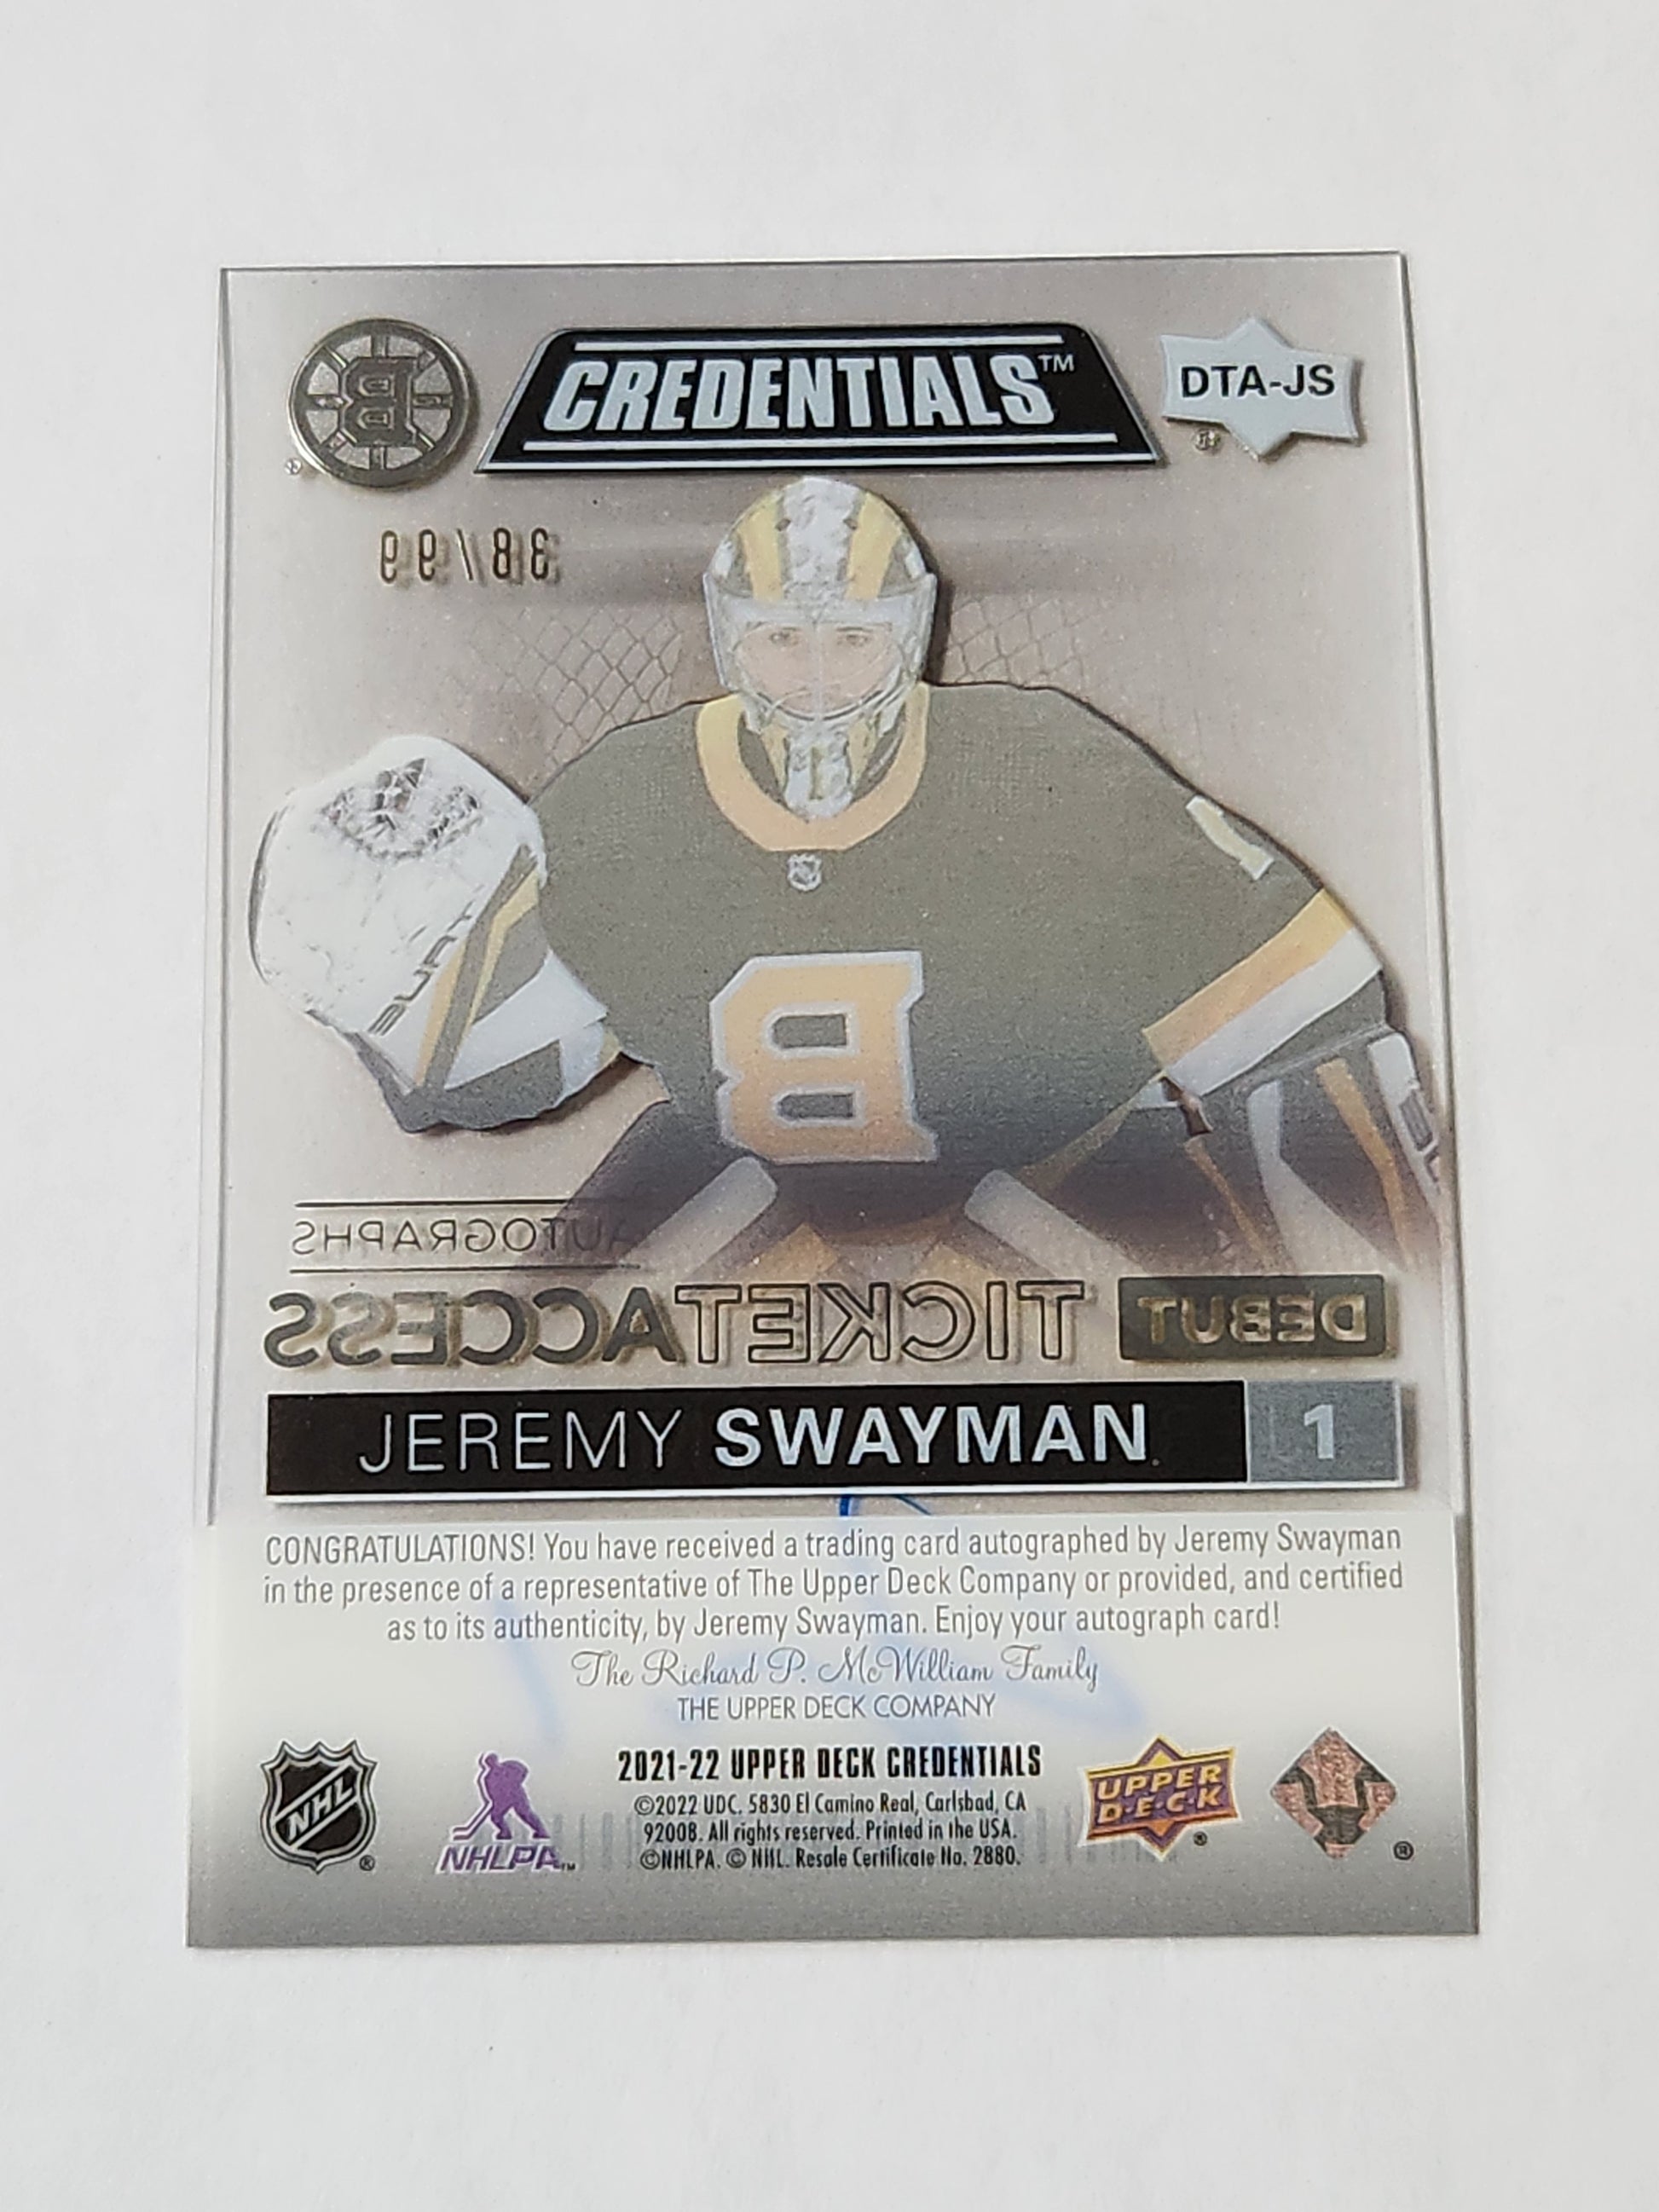 CREDENTIALS™
DTA-JS
38/99
B
AUTOGRAPHS
DEBUT TICKETACCESS
JEREMY SWAYMAN 1
CONGRATULATIONS! You have received a trading card autographed by Jeremy Swayman
in the presence of a representative of The Upper Deck Company or provided, and certified
as to its authenticity, by Jeremy Swayman. Enjoy your autograph card!
The Richard P. McWilliam Family
THE UPPER DECK COMPANY
2021-22 UPPER DECK CREDENTIALS
©2022 UDC. 5830 El Camino Real, Carlsbad, CA
92008. All rights reserved. Printed in the USA.
©NHLPA. © NHL. Resale Certificate No. 2880.
NHL ®
NHLPA™
UPPER
D·E·C·K ®